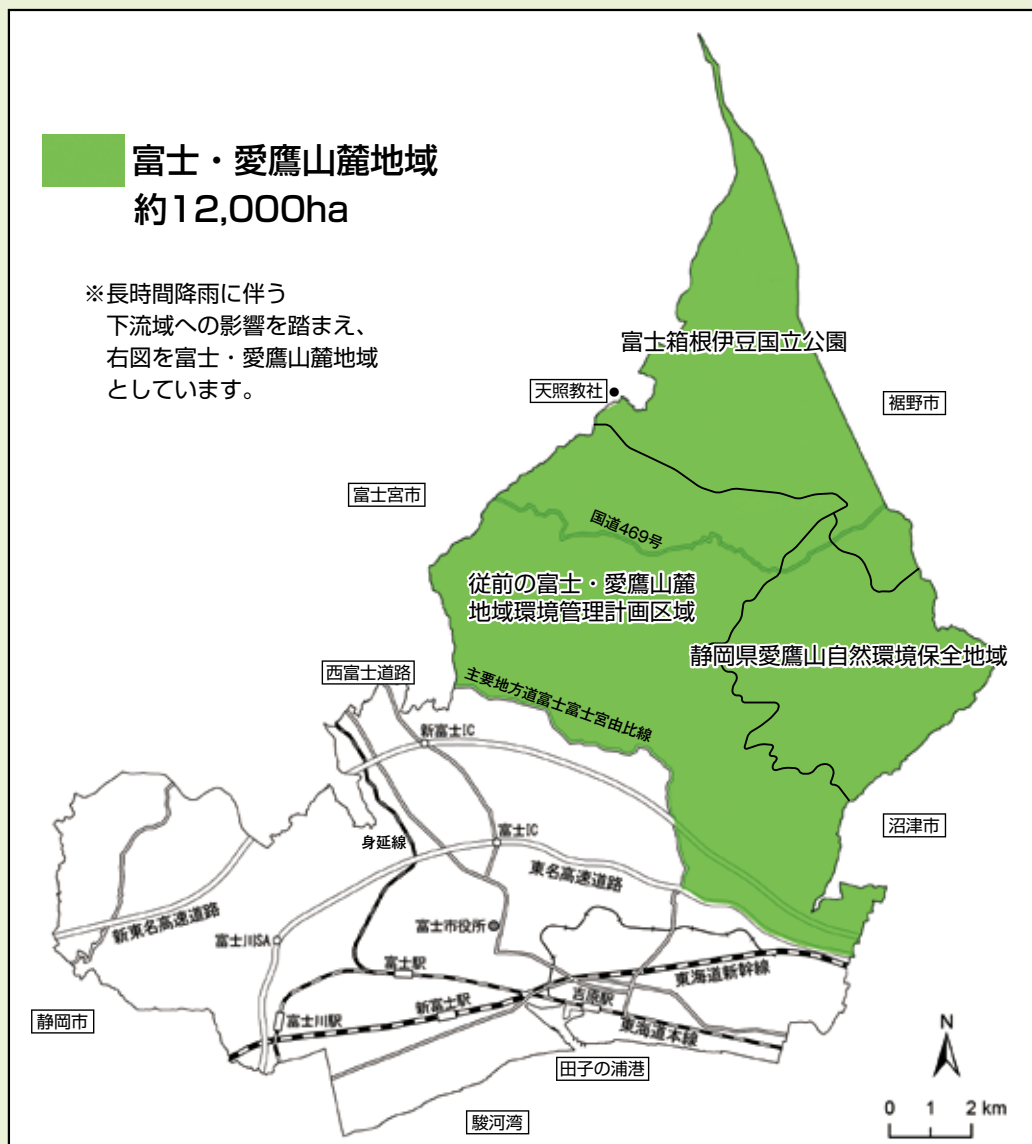 富士・愛鷹山麓地域
約12,000ha
※長時間降雨に伴う
下流域への影響を踏まえ、
右図を富士・愛鷹山麓地域
としています。
富士箱根伊豆国立公園
天照教社
裾野市
富士宮市
国道469号
従前の富士・愛鷹山麓
地域環境管理計画区域
静岡県愛鷹山自然環境保全地域
西富士道路
主要地方道富士富士宮由比線
新富士IC
沼津市
富士IC
身延線
東名高速道路
新東名高速道路
富士市役所
富士川SA
富士駅
東海道新幹線
新富士駅
吉原駅
静岡市
富士川駅
東海道本線
田子の浦港
駿河湾
N
0 1 2 km